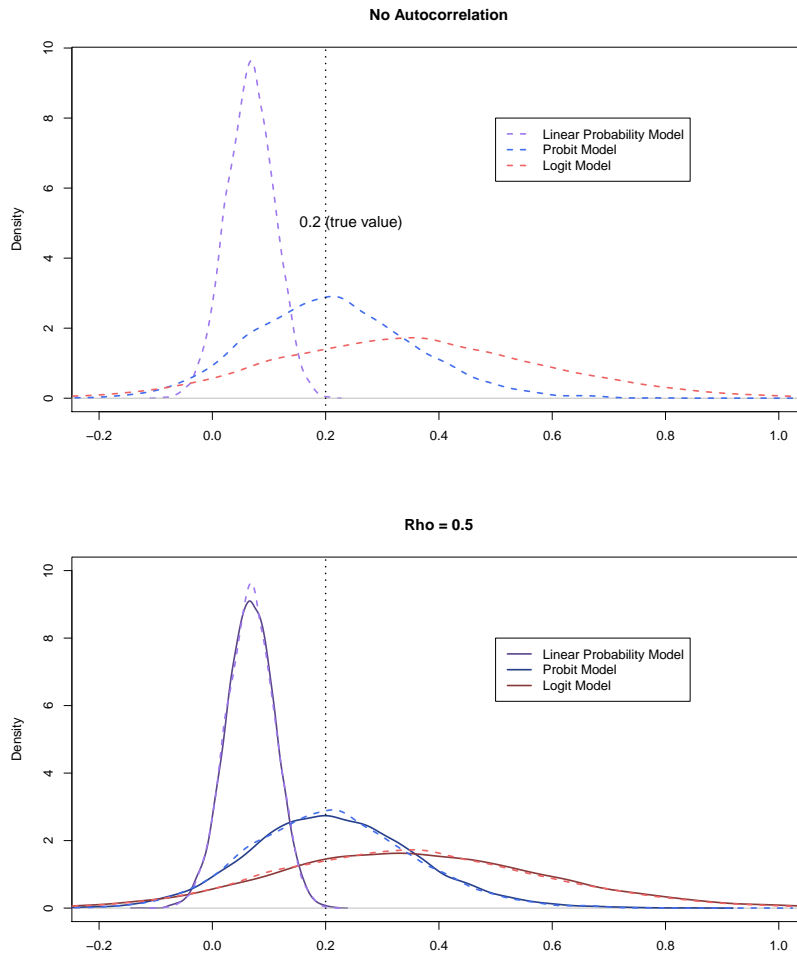 No Autocorrelation
10
8
6
4
2
0
Density
Linear Probability Model
Probit Model
Logit Model
0.2 (true value)
−0.2 0.0 0.2 0.4 0.6 0.8 1.0
Rho = 0.5
10
8
6
4
2
0
Density
Linear Probability Model
Probit Model
Logit Model
−0.2 0.0 0.2 0.4 0.6 0.8 1.0